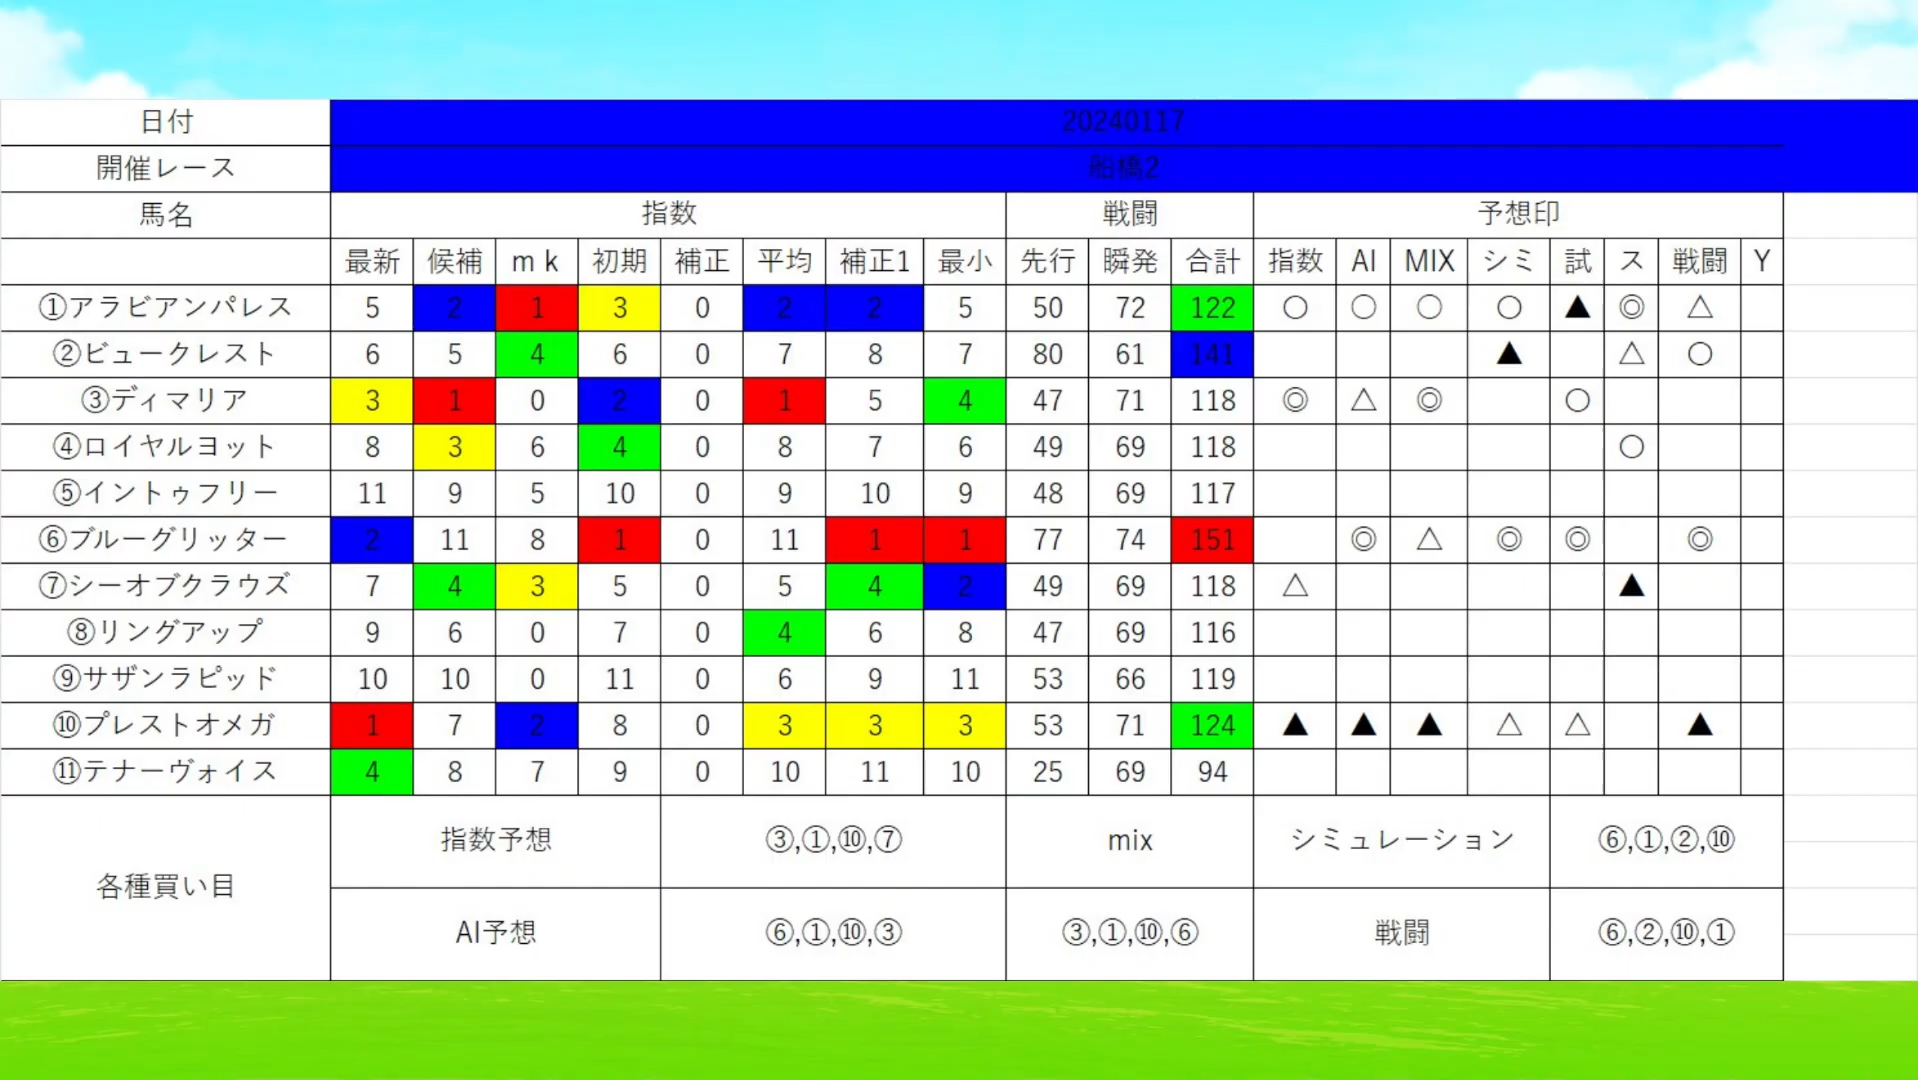 日付 20240117
開催レース 船橋2
馬名 指数 戦闘 予想印
最新 候補 mk 初期 補正 平均 補正1 最小 先行 瞬発 合計 指数 AI MIX シミ 試 ス 戦闘 Y
①アラビアンパレス 5 2 1 3 0 2 2 5 50 72 122 ○ ○ ○ ○ ▲ ◎ △
②ビュークレスト 6 5 4 6 0 7 8 7 80 61 141 ▲ △ ○
③ディマリア 3 1 0 2 0 1 5 4 47 71 118 ◎ △ ◎ ○
④ロイヤルヨット 8 3 6 4 0 8 7 6 49 69 118 ○
⑤イントゥフリー 11 9 5 10 0 9 10 9 48 69 117
⑥ブルーグリッター 2 11 8 1 0 11 1 1 77 74 151 ◎ △ ◎ ◎ ◎
⑦シーオブクラウズ 7 4 3 5 0 5 4 2 49 69 118 △ ▲
⑧リングアップ 9 6 0 7 0 4 6 8 47 69 116
⑨サザンラピッド 10 10 0 11 0 6 9 11 53 66 119
⑩プレストオメガ 1 7 2 8 0 3 3 3 53 71 124 ▲ ▲ ▲ △ △ ▲
⑪テナーヴォイス 4 8 7 9 0 10 11 10 25 69 94
各種買い目
指数予想 ③,①,⑩,⑦ mix シミュレーション ⑥,①,②,⑩
AI予想 ⑥,①,⑩,③ ③,①,⑩,⑥ 戦闘 ⑥,②,⑩,①